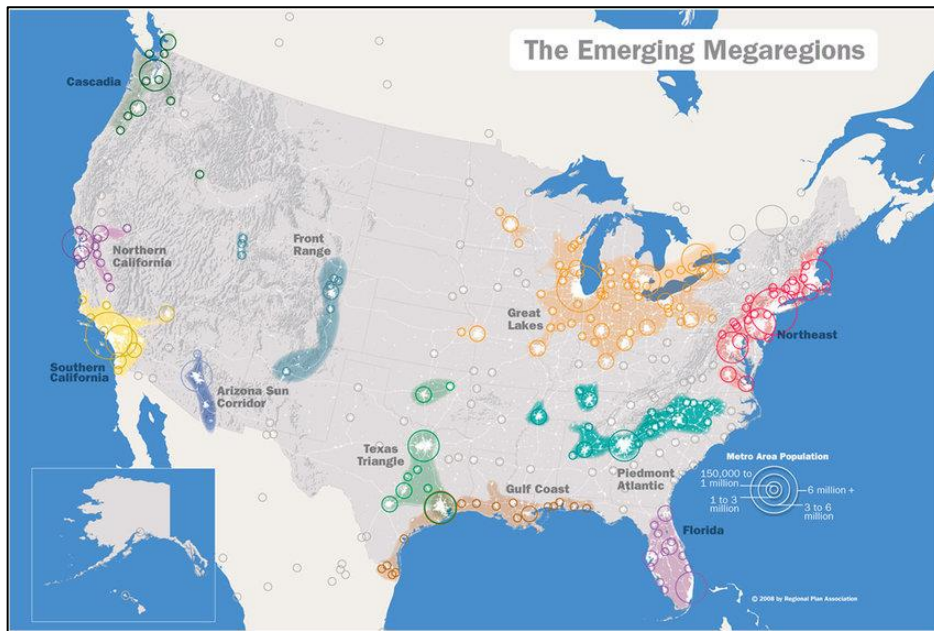 The Emerging Megaregions
Cascadia
Northern
California
Front
Range
Great
Lakes
Northeast
Southern
California
Arizona Sun
Corridor
Texas
Triangle
Gulf Coast
Piedmont
Atlantic
Florida
Metro Area Population
150,000 to
1 million
1 to 3
million
6 million +
3 to 6
million
© 2008 by Regional Plan Association